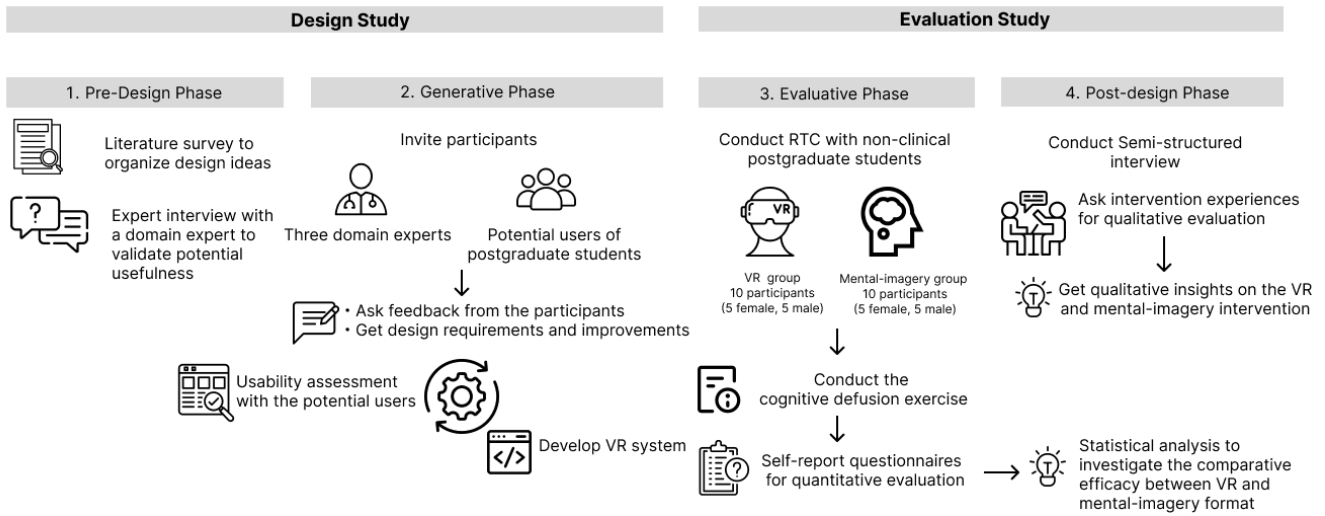 Design Study
Evaluation Study
1. Pre-Design Phase
2. Generative Phase
3. Evaluative Phase
4. Post-design Phase
Literature survey to
organize design ideas
?
Expert interview with
a domain expert to
validate potential
usefulness
Invite participants
Three domain experts
Potential users of
postgraduate students
• Ask feedback from the participants
• Get design requirements and improvements
Usability assessment
with the potential users
</>
Develop VR system
Conduct RTC with non-clinical
postgraduate students
VR
VR group
10 participants
(5 female, 5 male)
Mental-imagery group
10 participants
(5 female, 5 male)
Conduct the
cognitive defusion exercise
?
Self-report questionnaires
for quantitative evaluation
Conduct Semi-structured
interview
Ask intervention experiences
for qualitative evaluation
Get qualitative insights on the VR
and mental-imagery intervention
Statistical analysis to
investigate the comparative
efficacy between VR and
mental-imagery format